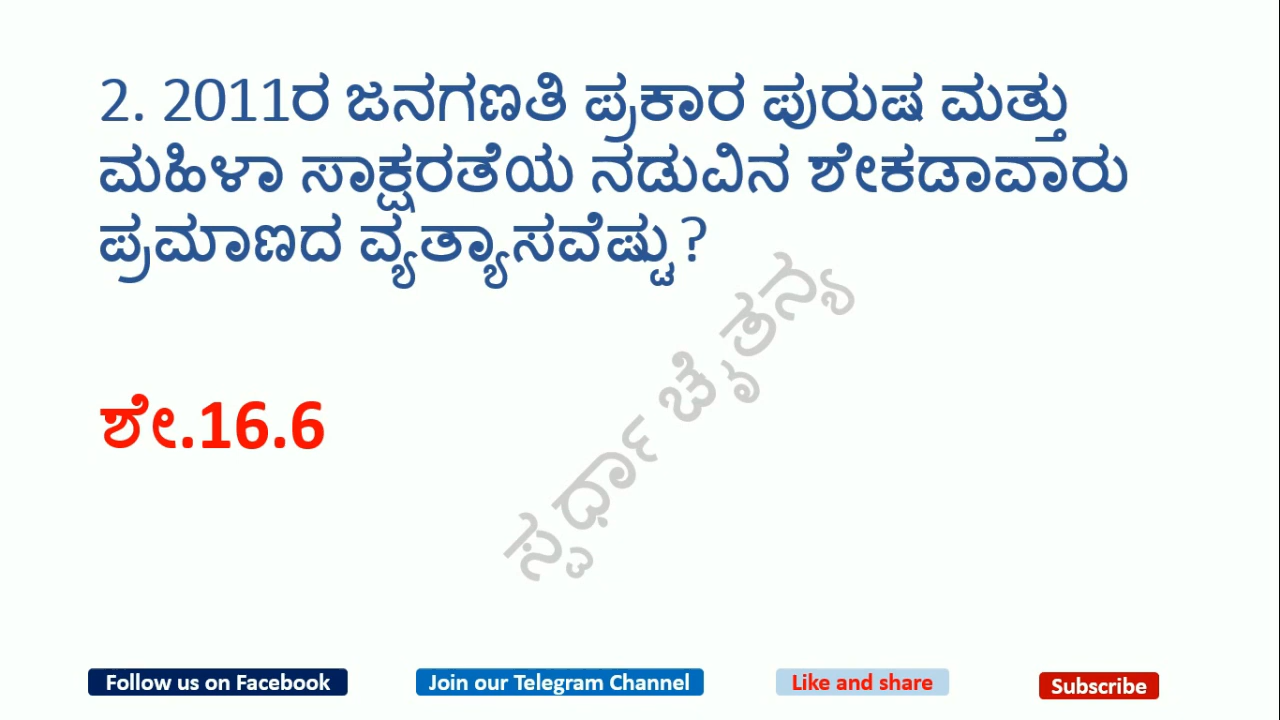 2. 2011ರ ಜನಗಣತಿ ಪ್ರಕಾರ ಪುರುಷ ಮತ್ತು
ಮಹಿಳಾ ಸಾಕ್ಷರತೆಯ ನಡುವಿನ ಶೇಕಡಾವಾರು
ಪ್ರಮಾಣದ ವ್ಯತ್ಯಾಸವೆಷ್ಟು?
ಶೇ.16.6
ಸ್ಪರ್ಧಾ ಚೈತನ್ಯ
Follow us on Facebook
Join our Telegram Channel
Like and share
Subscribe